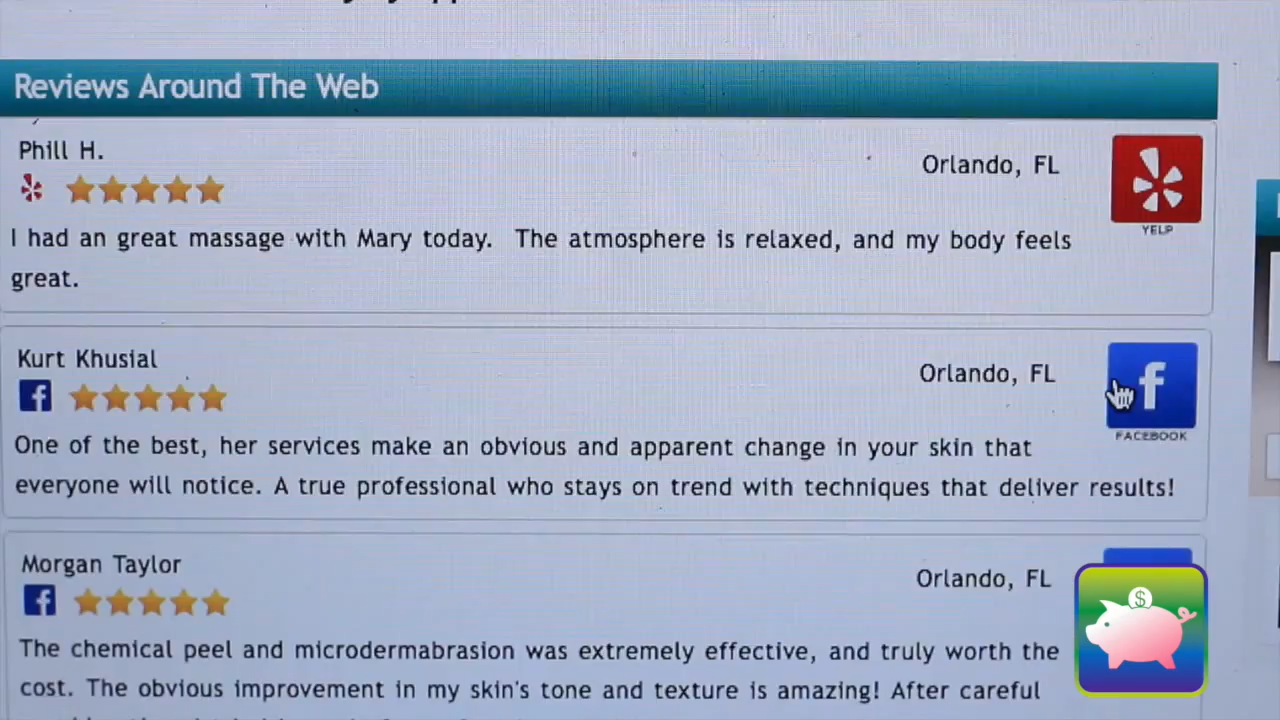 Reviews Around The Web
Phill H.
Orlando, FL
YELP
I had an great massage with Mary today. The atmosphere is relaxed, and my body feels
great.
Kurt Khusial
Orlando, FL
f
f
FACEBOOK
One of the best, her services make an obvious and apparent change in your skin that
everyone will notice. A true professional who stays on trend with techniques that deliver results!
Morgan Taylor
Orlando, FL
f
$
The chemical peel and microdermabrasion was extremely effective, and truly worth the
cost. The obvious improvement in my skin's tone and texture is amazing! After careful